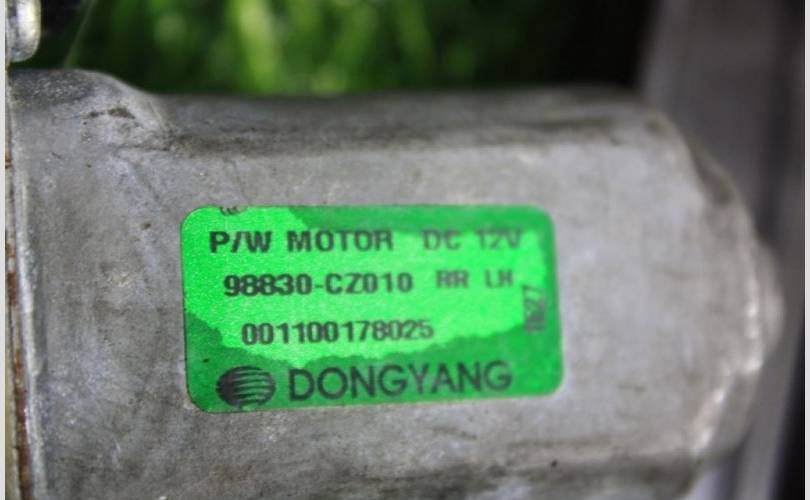 P/W MOTOR DC 12V
98830-CZ010 RR LH
001100178025
DONGYANG